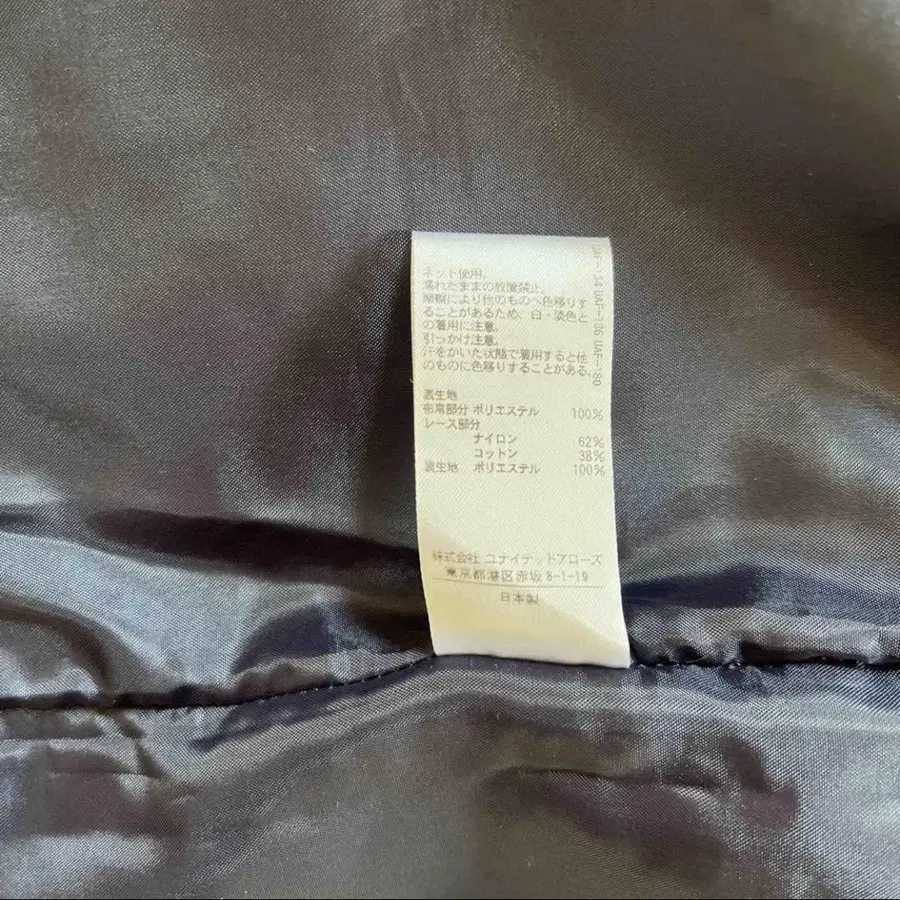 ネット使用。
濡れたままの放置禁止。
摩擦により他のものへ色移りす
ることがあるため、白・淡色と
の着用に注意。
引っかけ注意。
汗をかいた状態で着用すると他
のものに色移りすることがある。
表生地
布帛部分 ポリエステル 100%
レース部分
ナイロン 62%
コットン 38%
裏生地 ポリエステル 100%
株式会社 ユナイテッドアローズ
東京都港区赤坂 8-1-19
日本製
UAF-134 UAF-136 UAF-180